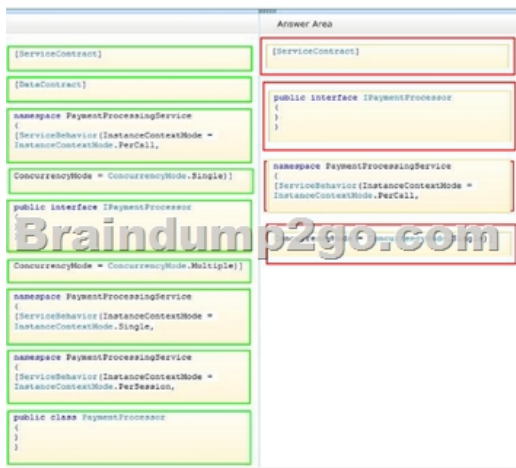 Answer Area
[ServiceContract]
[DataContract]
namespace PaymentProcessingService
{
[ServiceBehavior(InstanceContextMode =
InstanceContextMode.PerCall,
ConcurrencyMode = ConcurrencyMode.Single)]
public interface IPaymentProcessor
{
}
ConcurrencyMode = ConcurrencyMode.Multiple)]
namespace PaymentProcessingService
{
[ServiceBehavior(InstanceContextMode =
InstanceContextMode.Single,
namespace PaymentProcessingService
{
[ServiceBehavior(InstanceContextMode =
InstanceContextMode.PerSession,
public class PaymentProcessor
{
}
}
[ServiceContract]
public interface IPaymentProcessor
{
}
}
namespace PaymentProcessingService
{
[ServiceBehavior(InstanceContextMode =
InstanceContextMode.PerCall,
Braindump2go.com